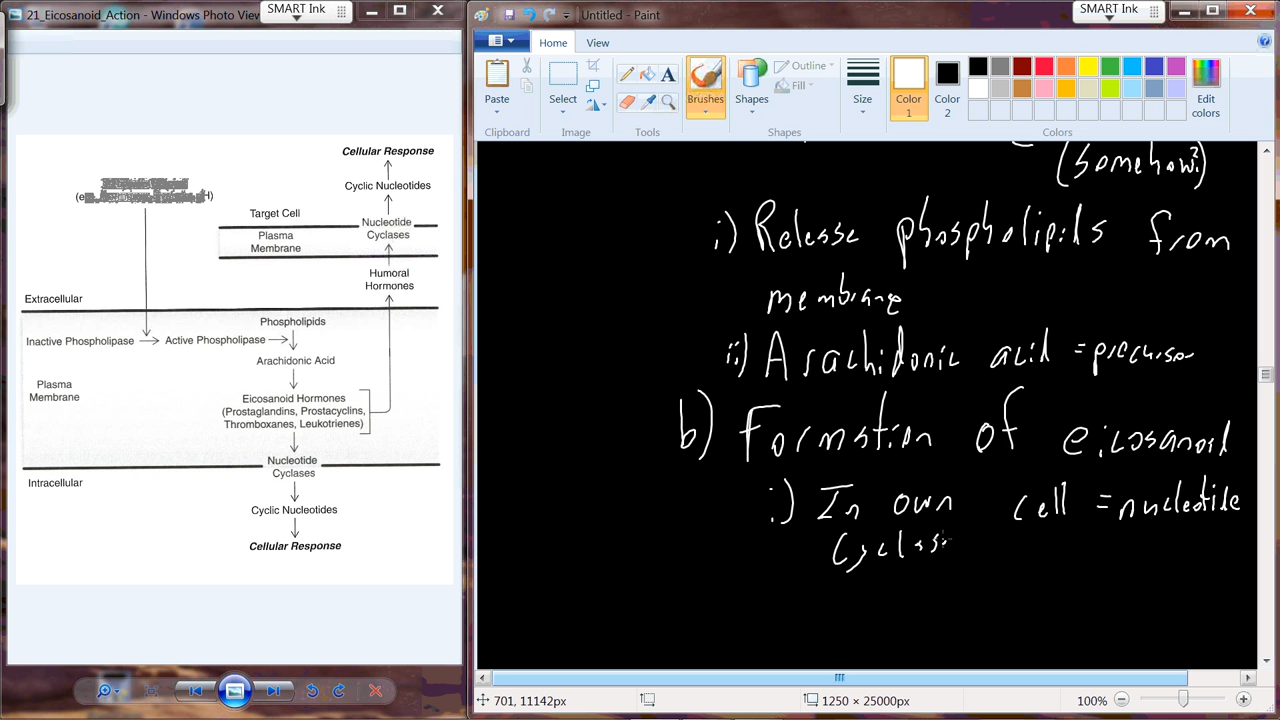 21_Eicosanoid_Action - Windows Photo View
SMART Ink
Untitled - Paint
SMART Ink
Home
View
Paste
Select
Brushes
Shapes
Outline
Fill
Size
Color 1
Color 2
Edit colors
Clipboard
Image
Tools
Shapes
Colors
Cellular Response
Cyclic Nucleotides
Target Cell
Nucleotide
Cyclases
Plasma
Membrane
Humoral
Hormones
Extracellular
Phospholipids
Inactive Phospholipase
Active Phospholipase
Arachidonic Acid
Plasma
Membrane
Eicosanoid Hormones
(Prostaglandins, Prostacyclins,
Thromboxanes, Leukotrienes)
Nucleotide
Cyclases
Intracellular
Cyclic Nucleotides
Cellular Response
(somehow?)
i) Release phospholipids from
membrane
ii) Arachidonic acid = precursor
b) Formation of eicosanoid
i) In own cell = nucleotide
cyclas
701, 11142px
1250 × 25000px
100%